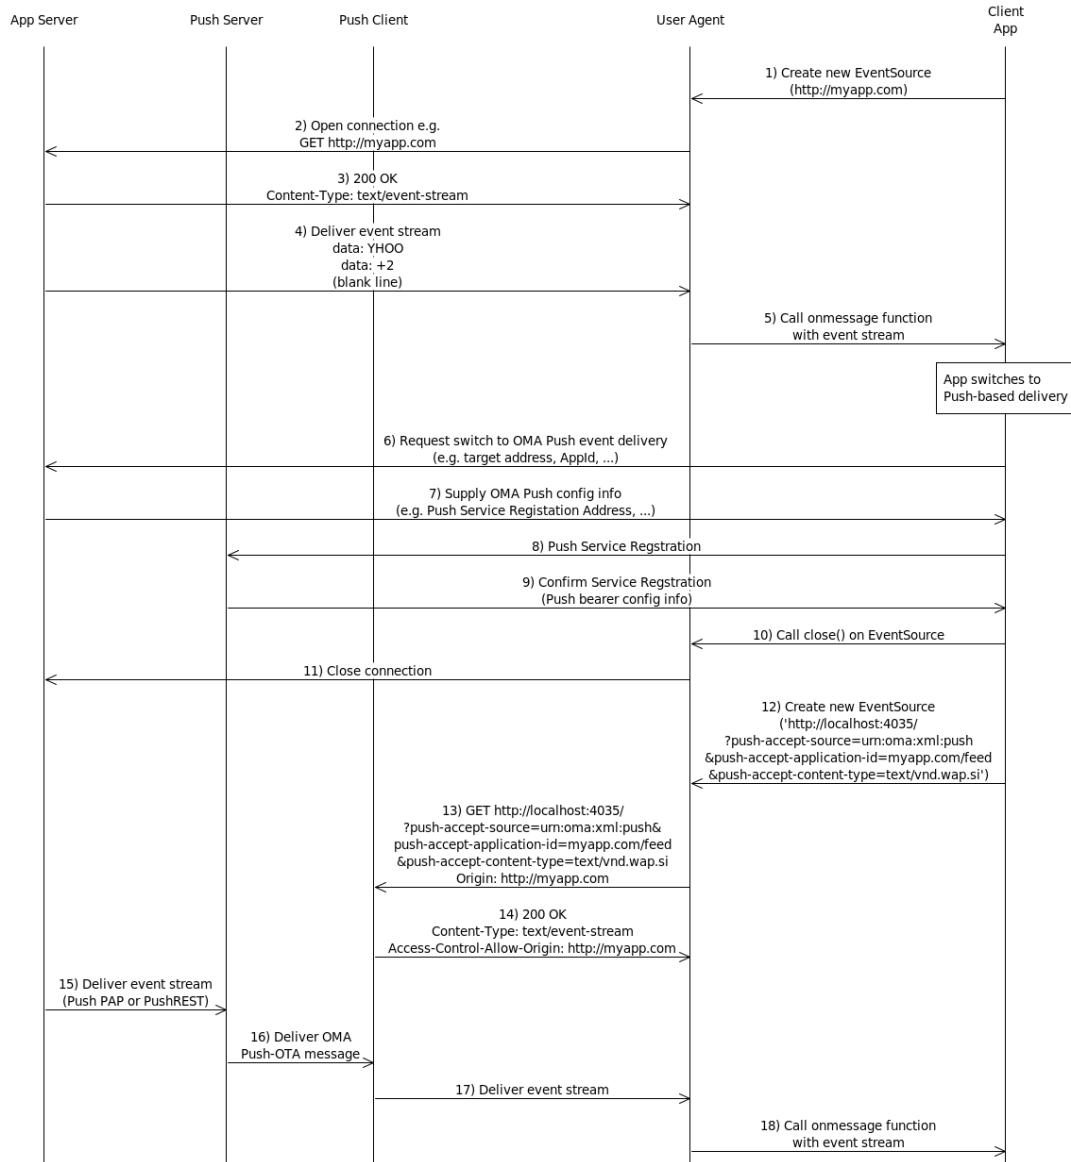 App Server
Push Server
Push Client
User Agent
Client
App
1) Create new EventSource
(http://myapp.com)
2) Open connection e.g.
GET http://myapp.com
3) 200 OK
Content-Type: text/event-stream
4) Deliver event stream
data: YHOO
data: +2
(blank line)
5) Call onmessage function
with event stream
App switches to
Push-based delivery
6) Request switch to OMA Push event delivery
(e.g. target address, AppId, ...)
7) Supply OMA Push config info
(e.g. Push Service Registation Address, ...)
8) Push Service Regstration
9) Confirm Service Regstration
(Push bearer config info)
10) Call close() on EventSource
11) Close connection
12) Create new EventSource
('http://localhost:4035/
?push-accept-source=urn:oma:xml:push
&push-accept-application-id=myapp.com/feed
&push-accept-content-type=text/vnd.wap.si')
13) GET http://localhost:4035/
?push-accept-source=urn:oma:xml:push&
push-accept-application-id=myapp.com/feed
&push-accept-content-type=text/vnd.wap.si
Origin: http://myapp.com
14) 200 OK
Content-Type: text/event-stream
Access-Control-Allow-Origin: http://myapp.com
15) Deliver event stream
(Push PAP or PushREST)
16) Deliver OMA
Push-OTA message
17) Deliver event stream
18) Call onmessage function
with event stream